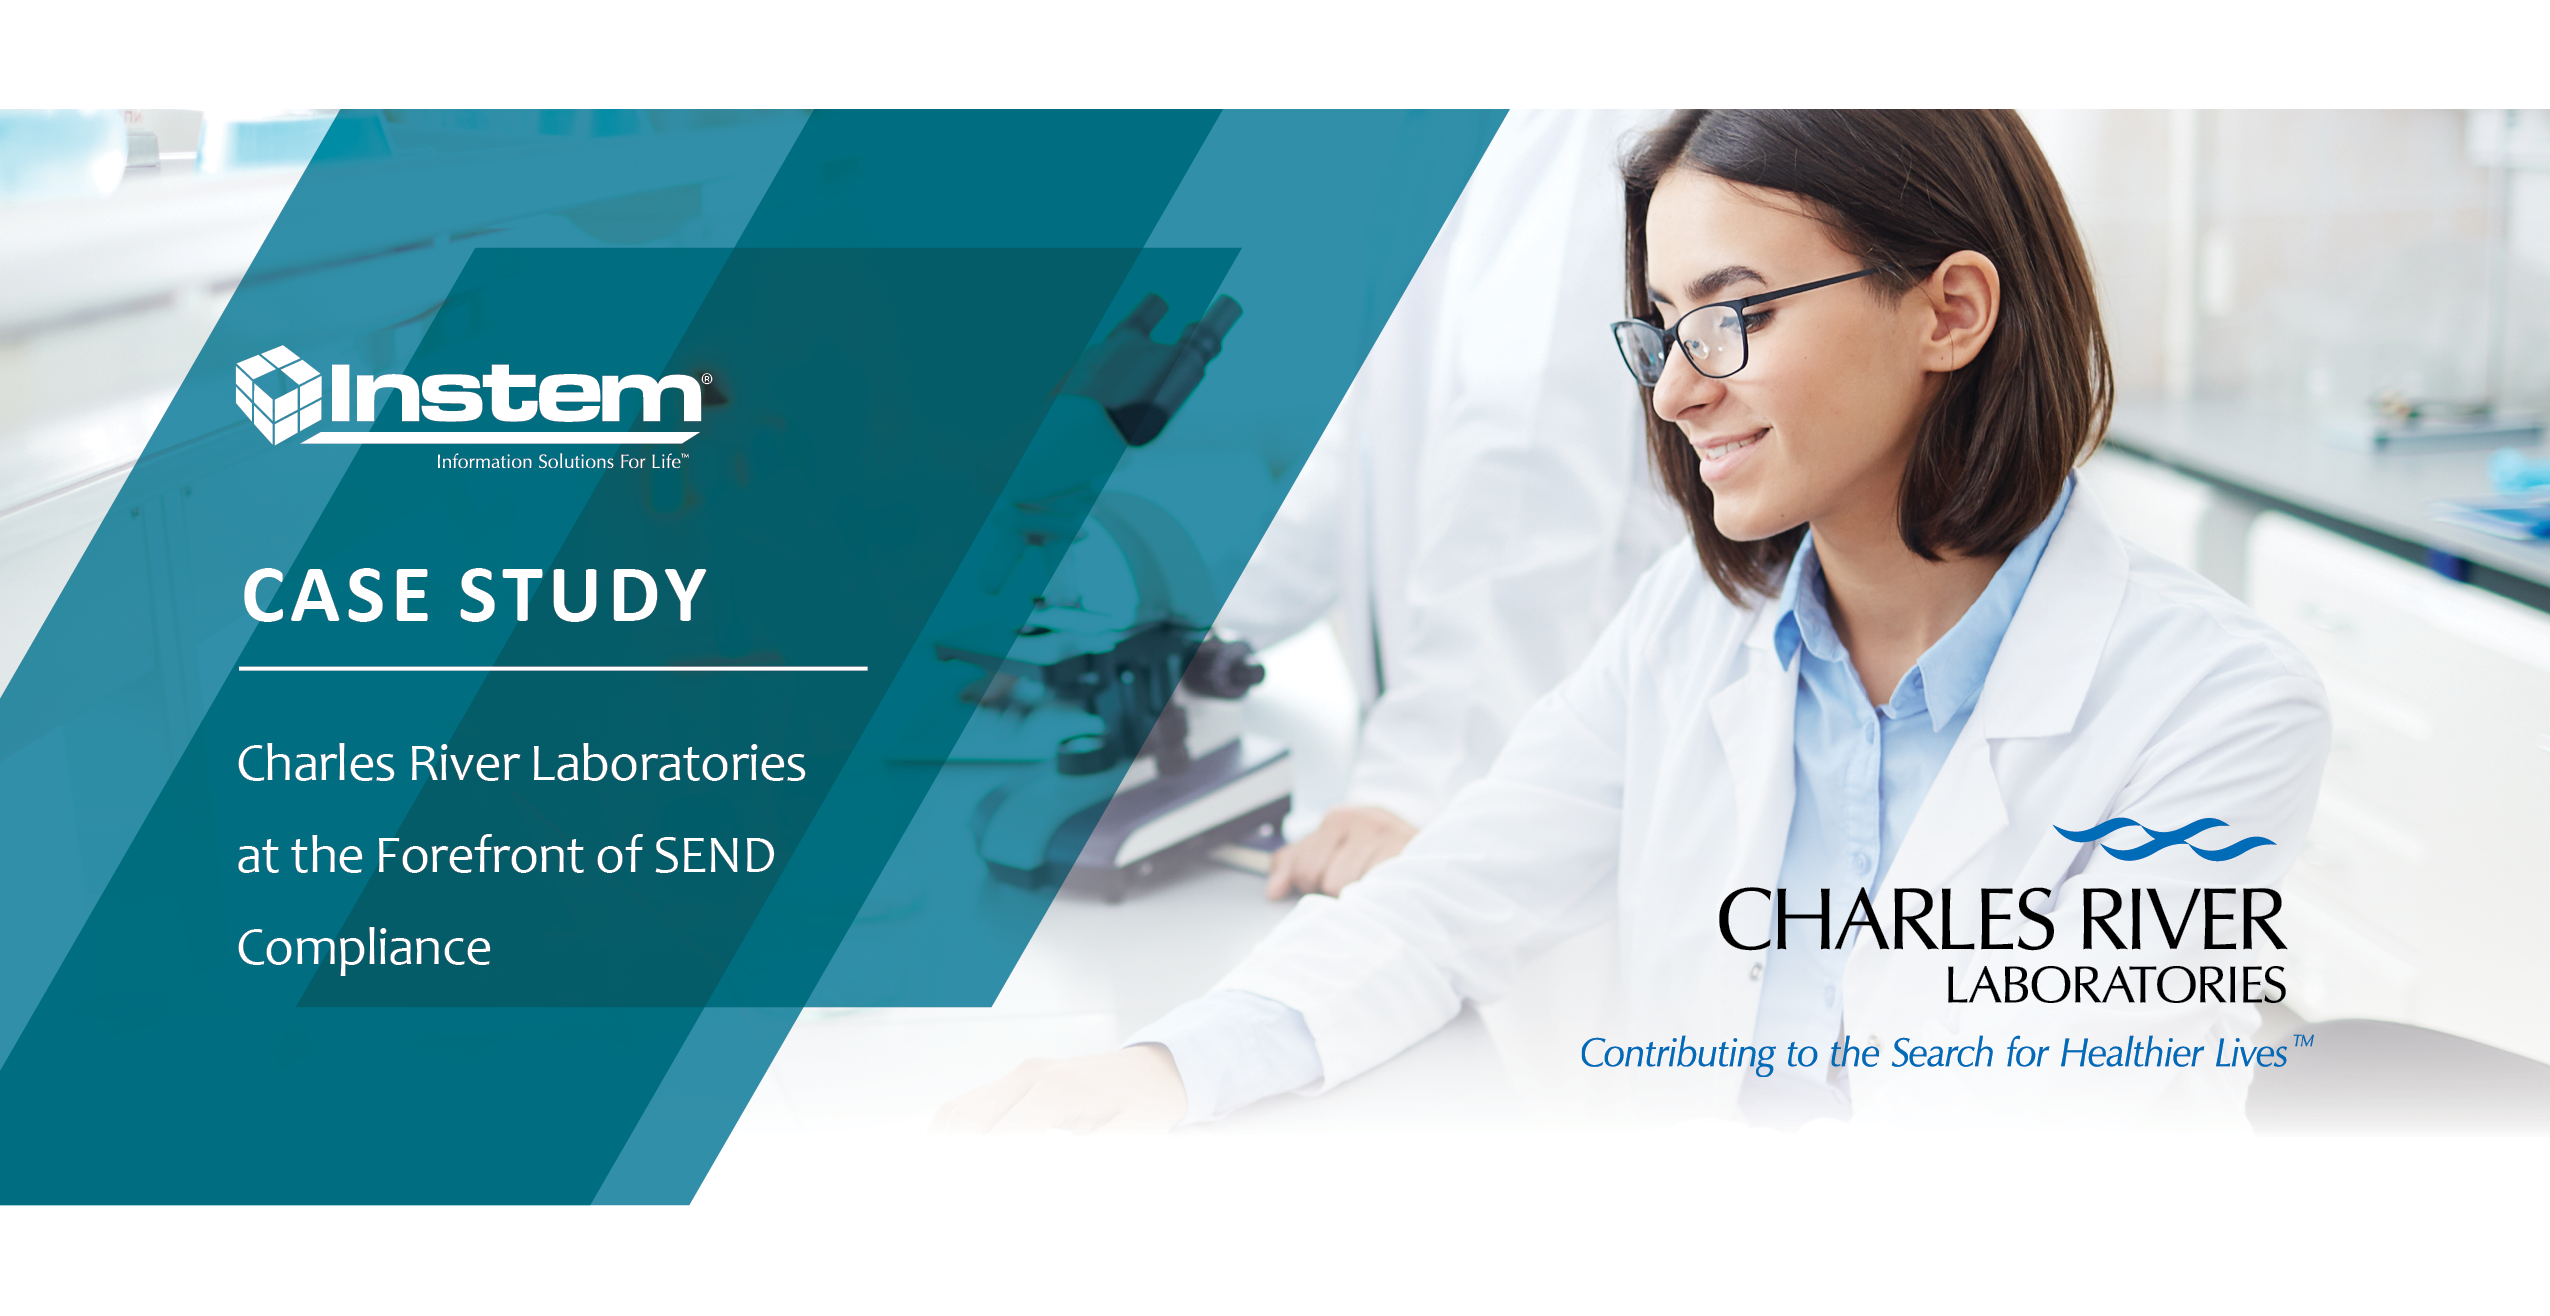 Instem®
Information Solutions For Life™
CASE STUDY
Charles River Laboratories
at the Forefront of SEND
Compliance
CHARLES RIVER
LABORATORIES
Contributing to the Search for Healthier Lives™